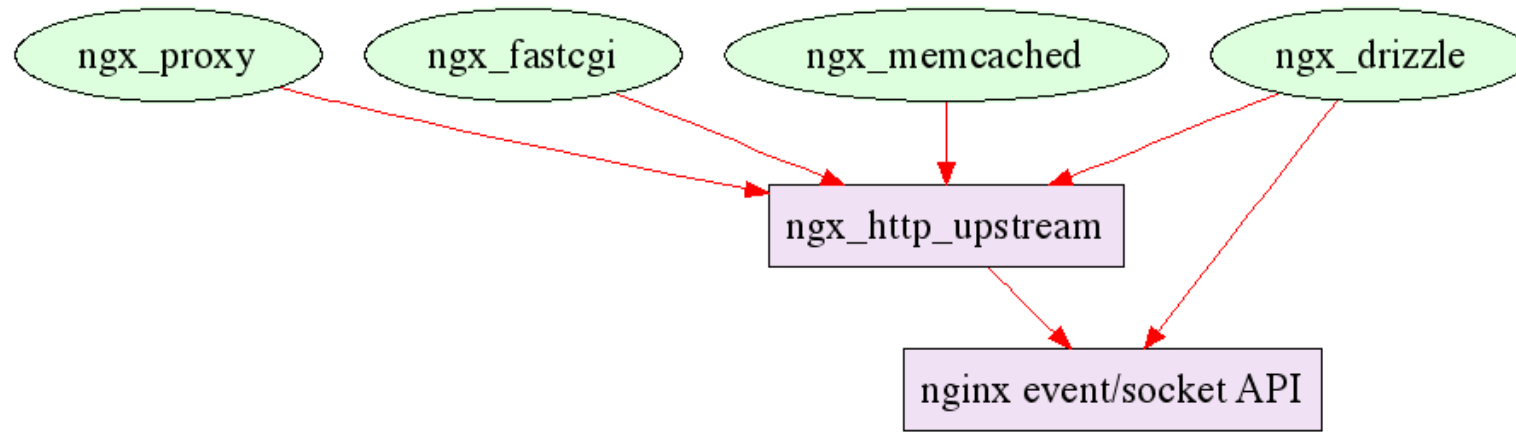 ngx_proxy
ngx_fastcgi
ngx_memcached
ngx_drizzle
ngx_http_upstream
nginx event/socket API